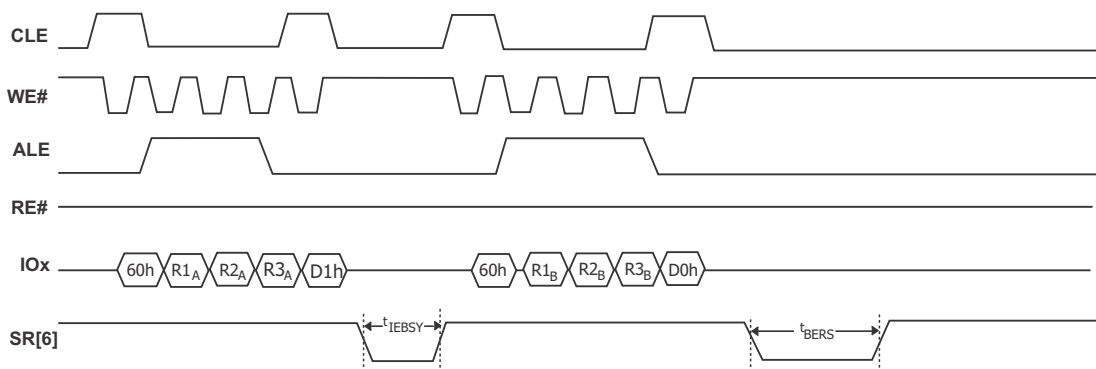 CLE
WE#
ALE
RE#
IOx
60h R1A R2A R3A D1h 60h R1B R2B R3B D0h
SR[6]
tIEBSY
tBERS